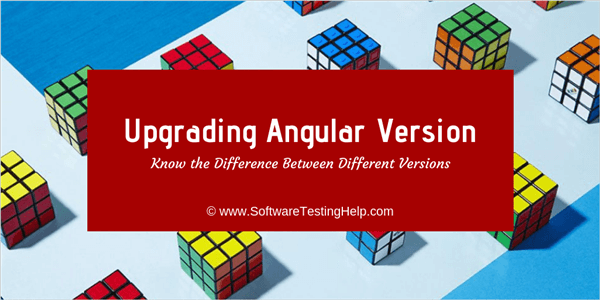 Upgrading Angular Version
Know the Difference Between Different Versions
© www.SoftwareTestingHelp.com